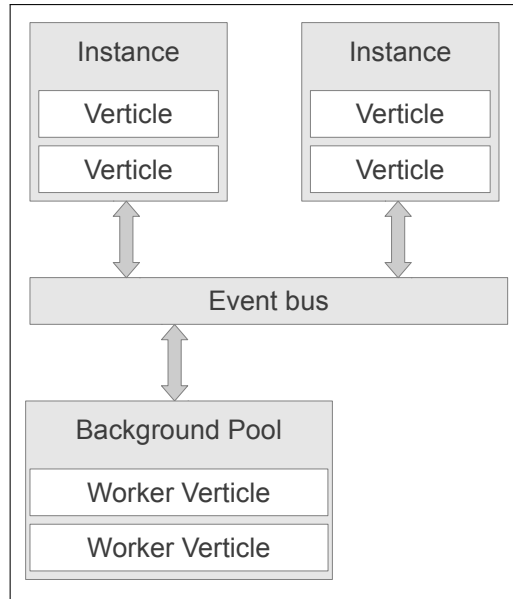 Instance
Verticle
Verticle
Instance
Verticle
Verticle
Event bus
Background Pool
Worker Verticle
Worker Verticle